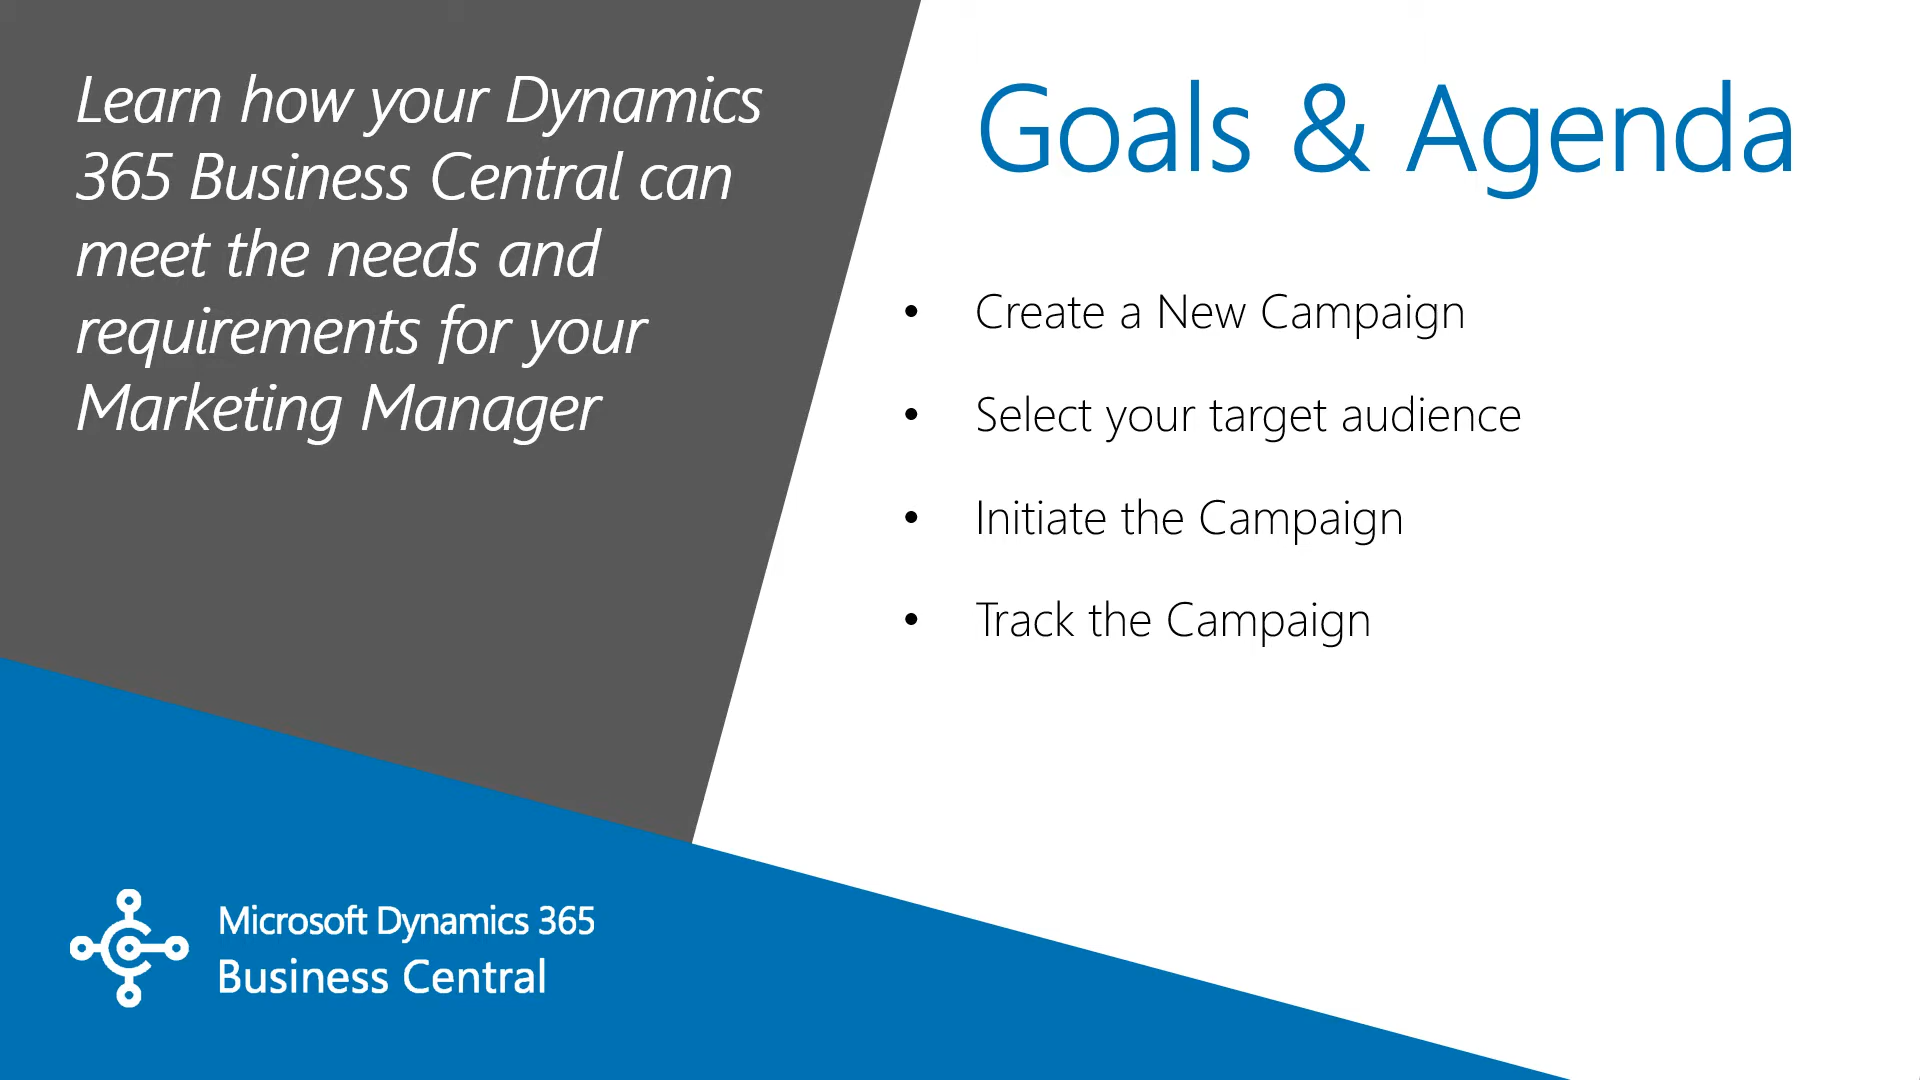 Learn how your Dynamics
365 Business Central can
meet the needs and
requirements for your
Marketing Manager
Goals & Agenda
• Create a New Campaign
• Select your target audience
• Initiate the Campaign
• Track the Campaign
Microsoft Dynamics 365
Business Central